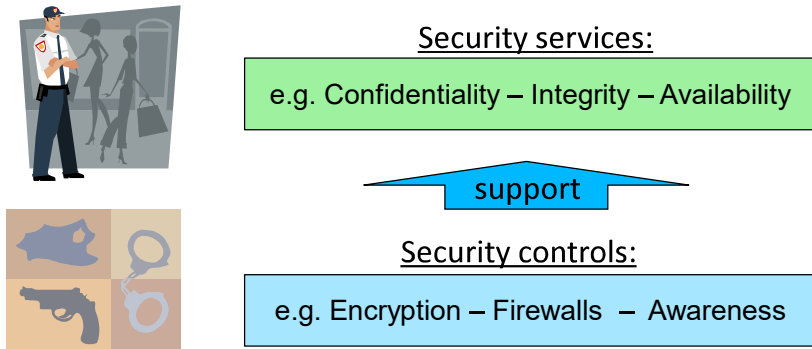 Security services:
e.g. Confidentiality – Integrity – Availability
support
Security controls:
e.g. Encryption – Firewalls – Awareness